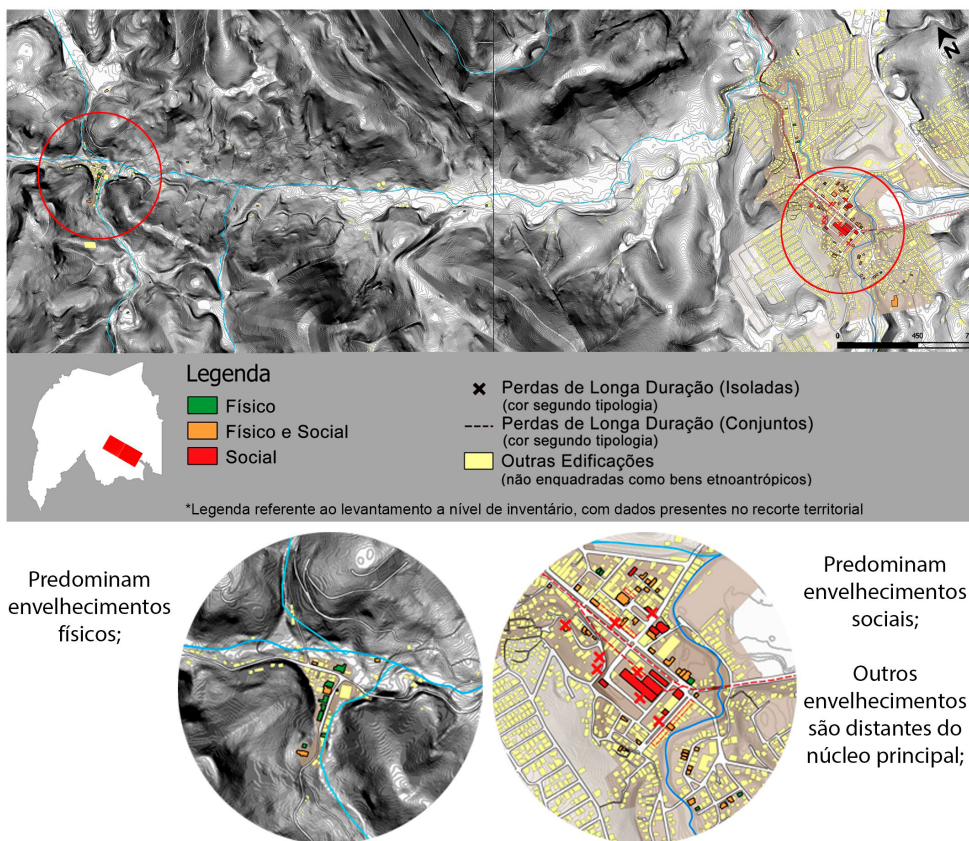 N
0
450
Legenda
Físico
Físico e Social
Social
Perdas de Longa Duração (Isoladas)
(cor segundo tipologia)
Perdas de Longa Duração (Conjuntos)
(cor segundo tipologia)
Outras Edificações
(não enquadradas como bens etnoantrópicos)
*Legenda referente ao levantamento a nível de inventário, com dados presentes no recorte territorial
Predominam
envelhecimentos
físicos;
Predominam
envelhecimentos
sociais;
Outros
envelhecimentos
são distantes do
núcleo principal;